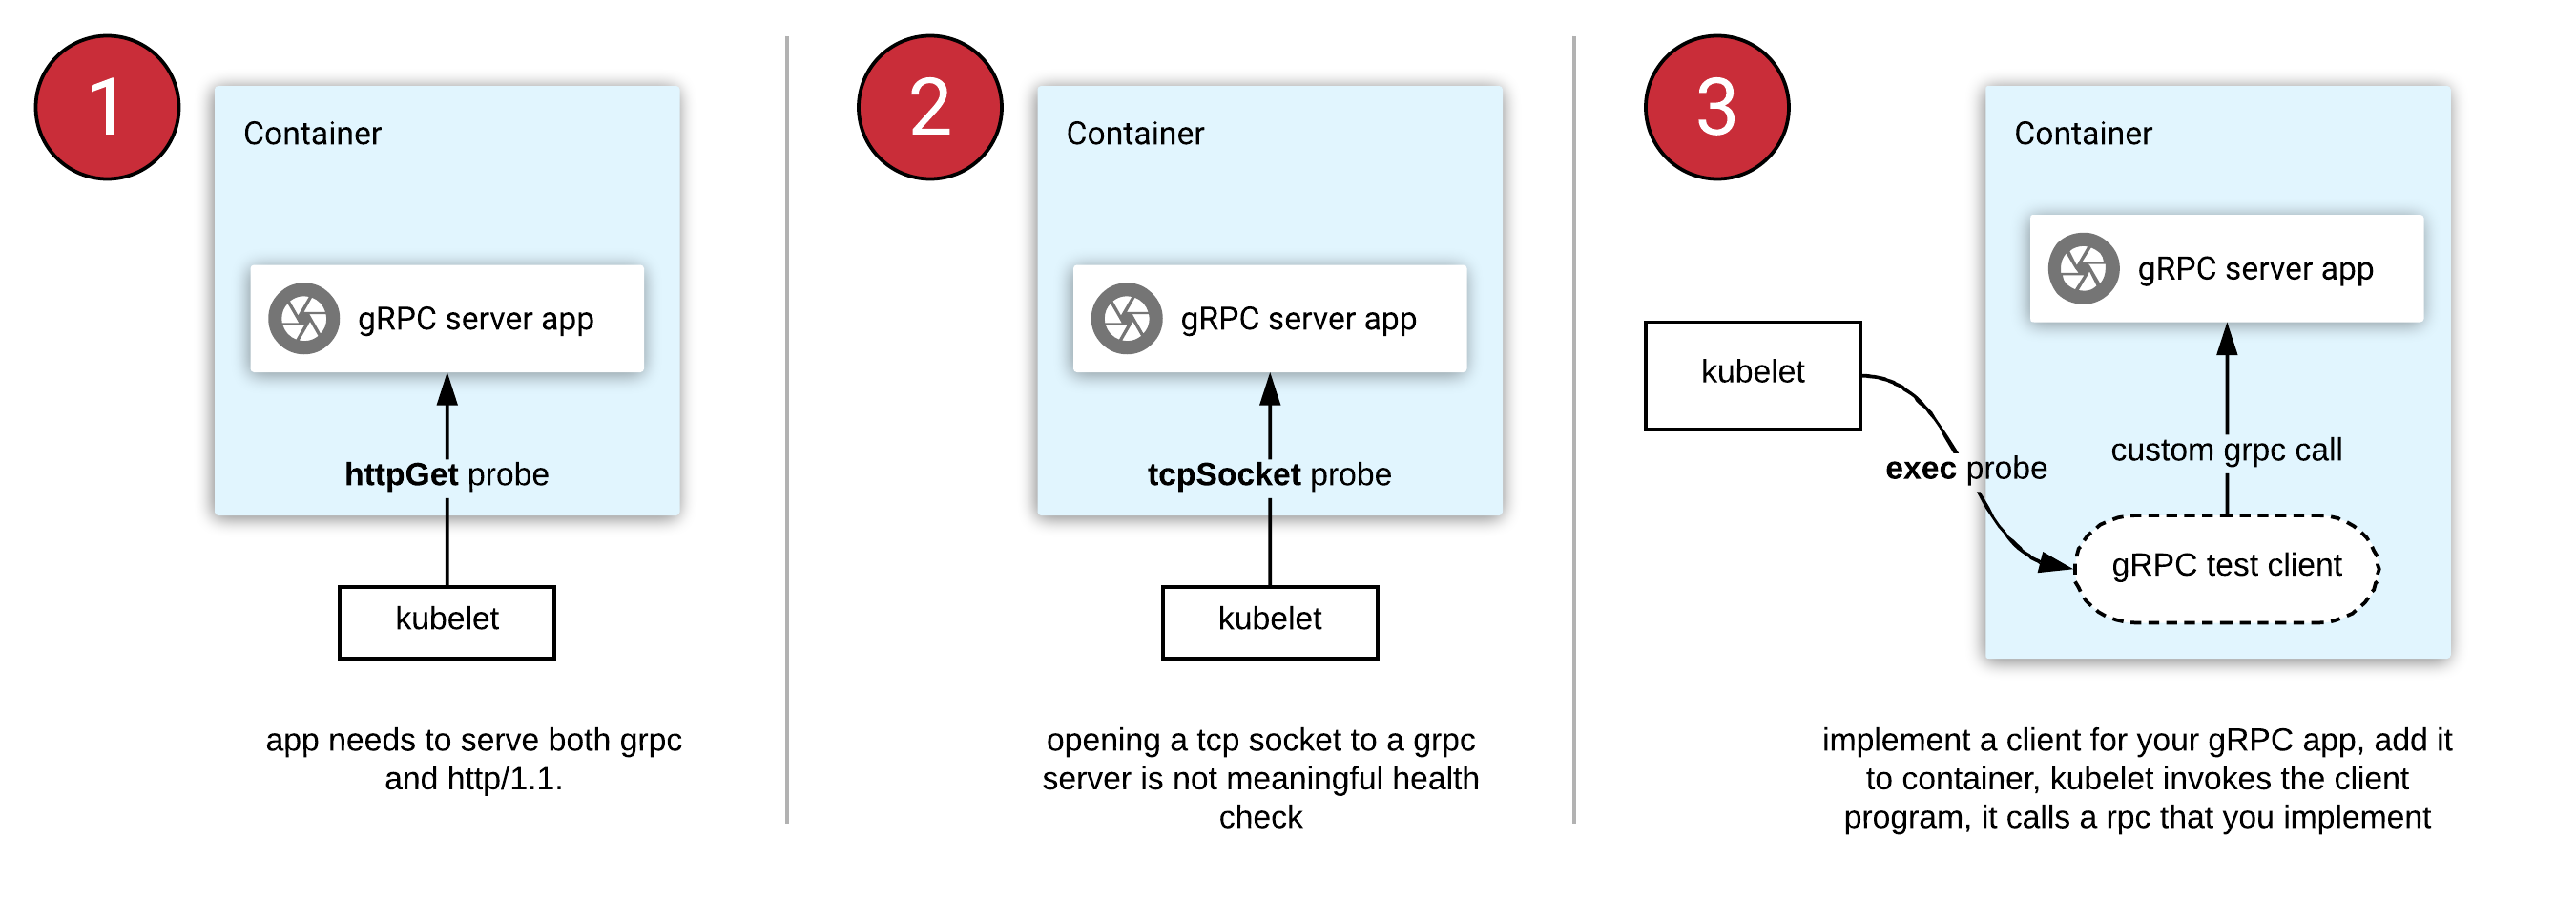 1
Container
gRPC server app
httpGet probe
kubelet
app needs to serve both grpc
and http/1.1.
2
Container
gRPC server app
tcpSocket probe
kubelet
opening a tcp socket to a grpc
server is not meaningful health
check
3
Container
gRPC server app
kubelet
exec probe
custom grpc call
gRPC test client
implement a client for your gRPC app, add it
to container, kubelet invokes the client
program, it calls a rpc that you implement